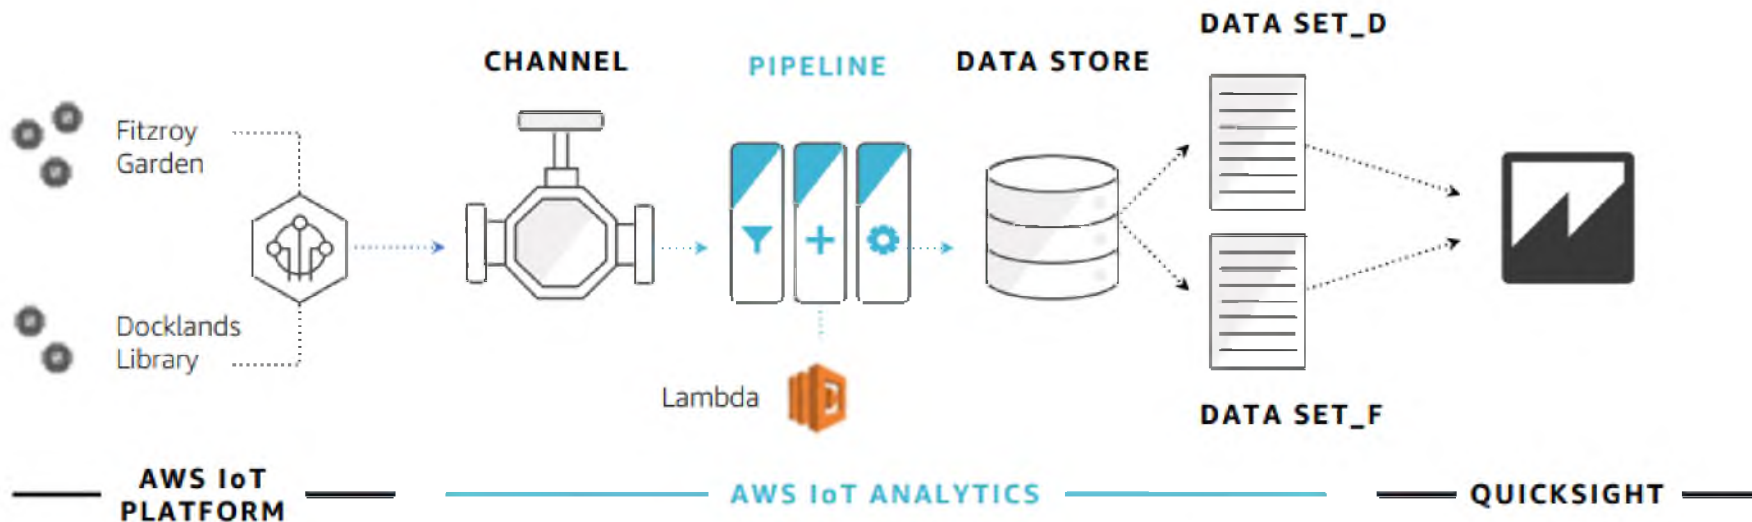 DATA SET_D
CHANNEL
PIPELINE
DATA STORE
Fitzroy
Garden
Docklands
Library
Lambda
DATA SET_F
AWS IoT
PLATFORM
AWS IoT ANALYTICS
QUICKSIGHT